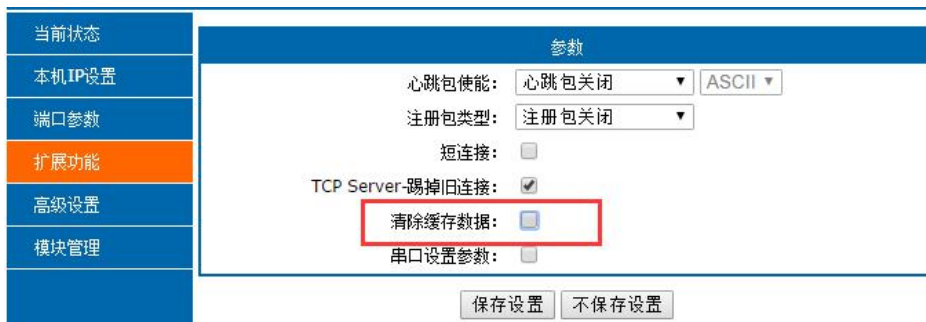 当前状态
本机IP设置
端口参数
扩展功能
高级设置
模块管理
参数
心跳包使能： 心跳包关闭 ASCII
注册包类型： 注册包关闭
短连接：
TCP Server-踢掉旧连接：
清除缓存数据：
串口设置参数：
保存设置 不保存设置